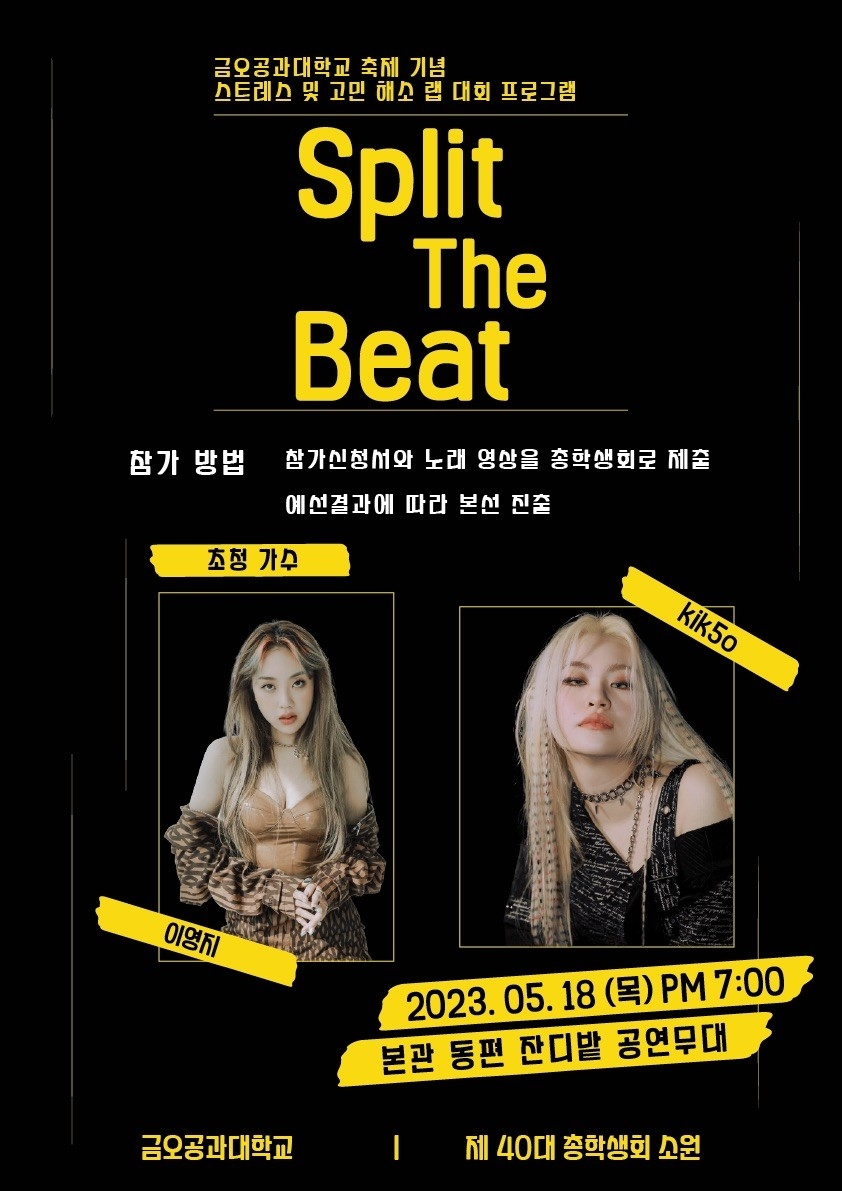 금오공과대학교 축제 기념
스트레스 및 고민 해소 랩 대회 프로그램
Split
The
Beat
참가 방법 참가신청서와 노래 영상을 총학생회로 제출
예선결과에 따라 본선 진출
초청 가수
kik5o
이영지
2023. 05. 18 (목) PM 7:00
본관 동편 잔디밭 공연무대
금오공과대학교 | 제 40대 총학생회 소원